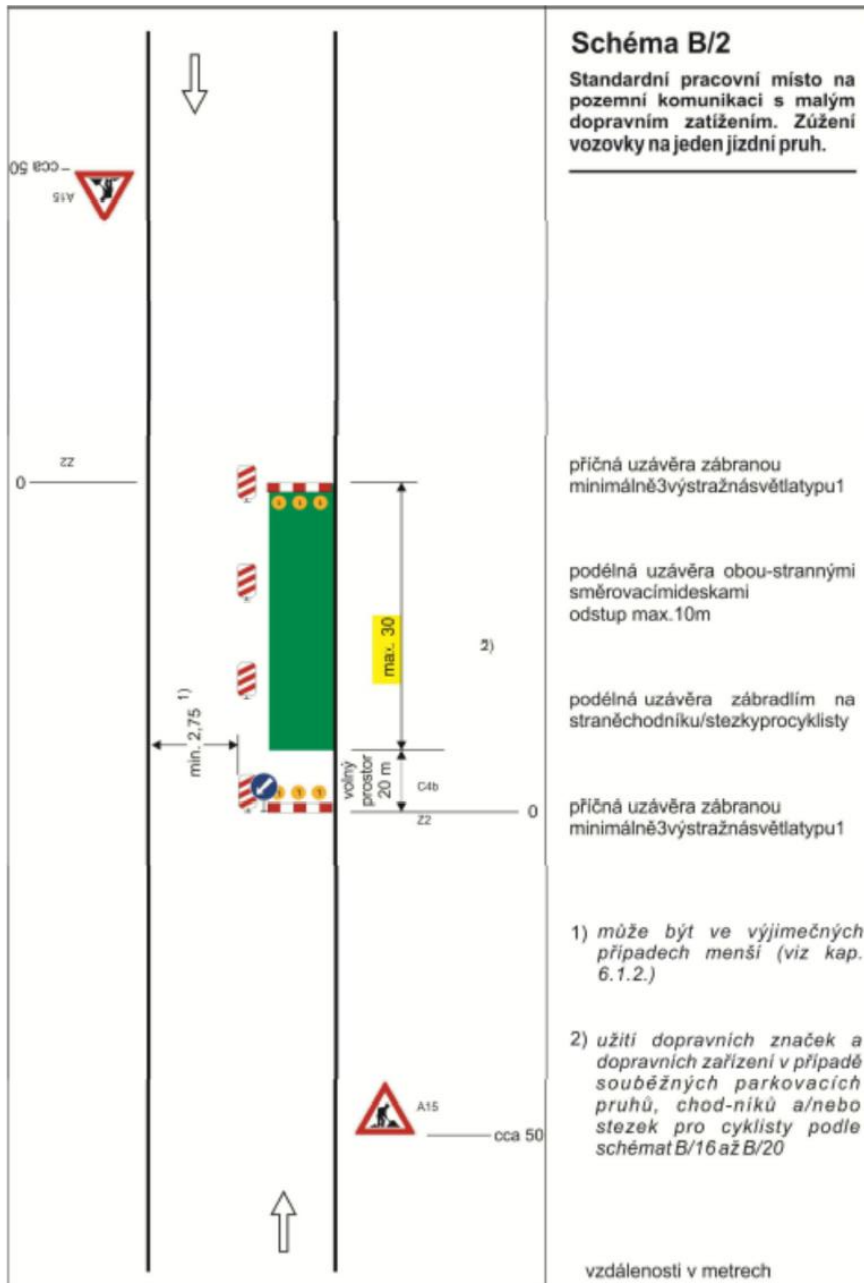 Schéma B/2
Standardní pracovní místo na
pozemní komunikaci s malým
dopravním zatížením. Zúžení
vozovky na jeden jízdní pruh.
cca 50
A15
Z2
0
příčná uzávěra zábranou
minimálně3výstražnásvětlatypu1
podélná uzávěra obou-strannými
směrovacímideskami
odstup max.10m
max. 30
2)
podélná uzávěra zábradlím na
straněchodníku/stezkyprocyklisty
min. 2,75 1)
volný
prostor
20 m
C4b
Z2
0
příčná uzávěra zábranou
minimálně3výstražnásvětlatypu1
1) může být ve výjimečných
případech menší (viz kap.
6.1.2.)
2) užití dopravních značek a
dopravních zařízení v případě
souběžných parkovacích
pruhů, chod-níků a/nebo
stezek pro cyklisty podle
schémat B/16 až B/20
A15
cca 50
vzdálenosti v metrech